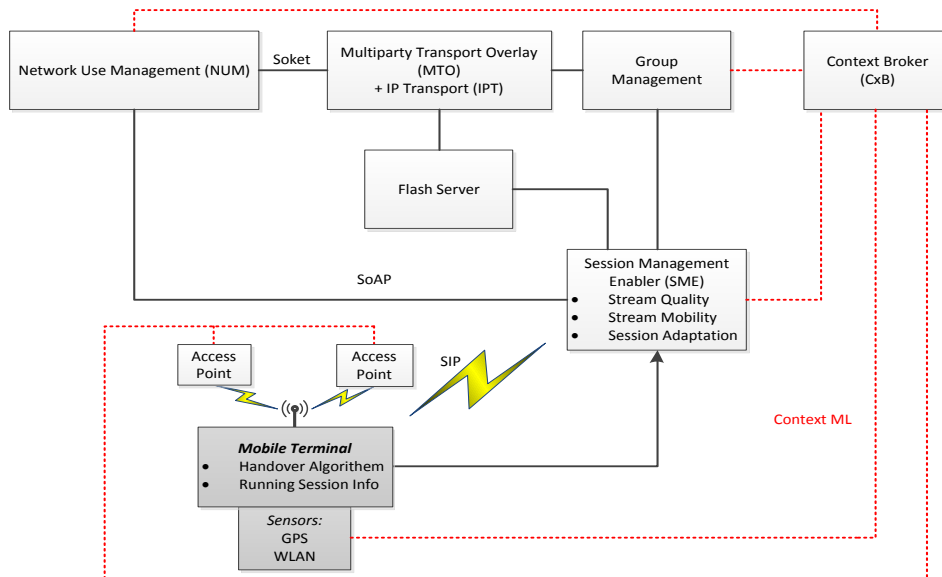 Network Use Management (NUM)
Soket
Multiparty Transport Overlay
(MTO)
+ IP Transport (IPT)
Group
Management
Context Broker
(CxB)
Flash Server
SoAP
Session Management
Enabler (SME)
• Stream Quality
• Stream Mobility
• Session Adaptation
Access
Point
Access
Point
SIP
Context ML
Mobile Terminal
• Handover Algorithem
• Running Session Info
Sensors:
GPS
WLAN